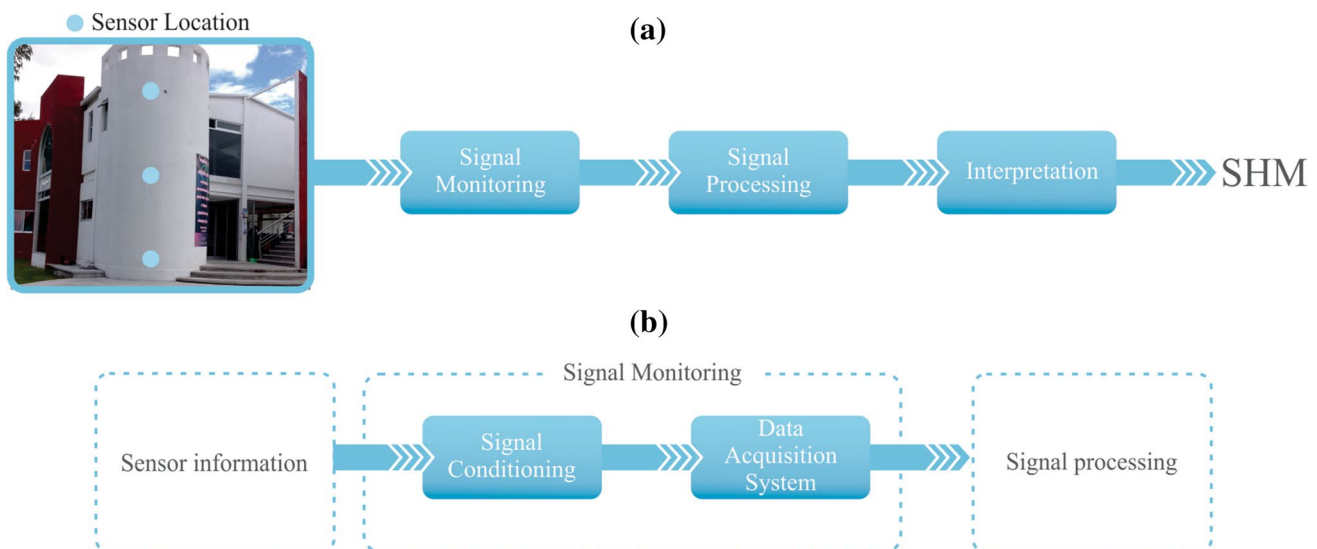 Sensor Location
(a)
Signal
Monitoring
Signal
Processing
Interpretation
SHM
(b)
Signal Monitoring
Sensor information
Signal
Conditioning
Data
Acquisition
System
Signal processing